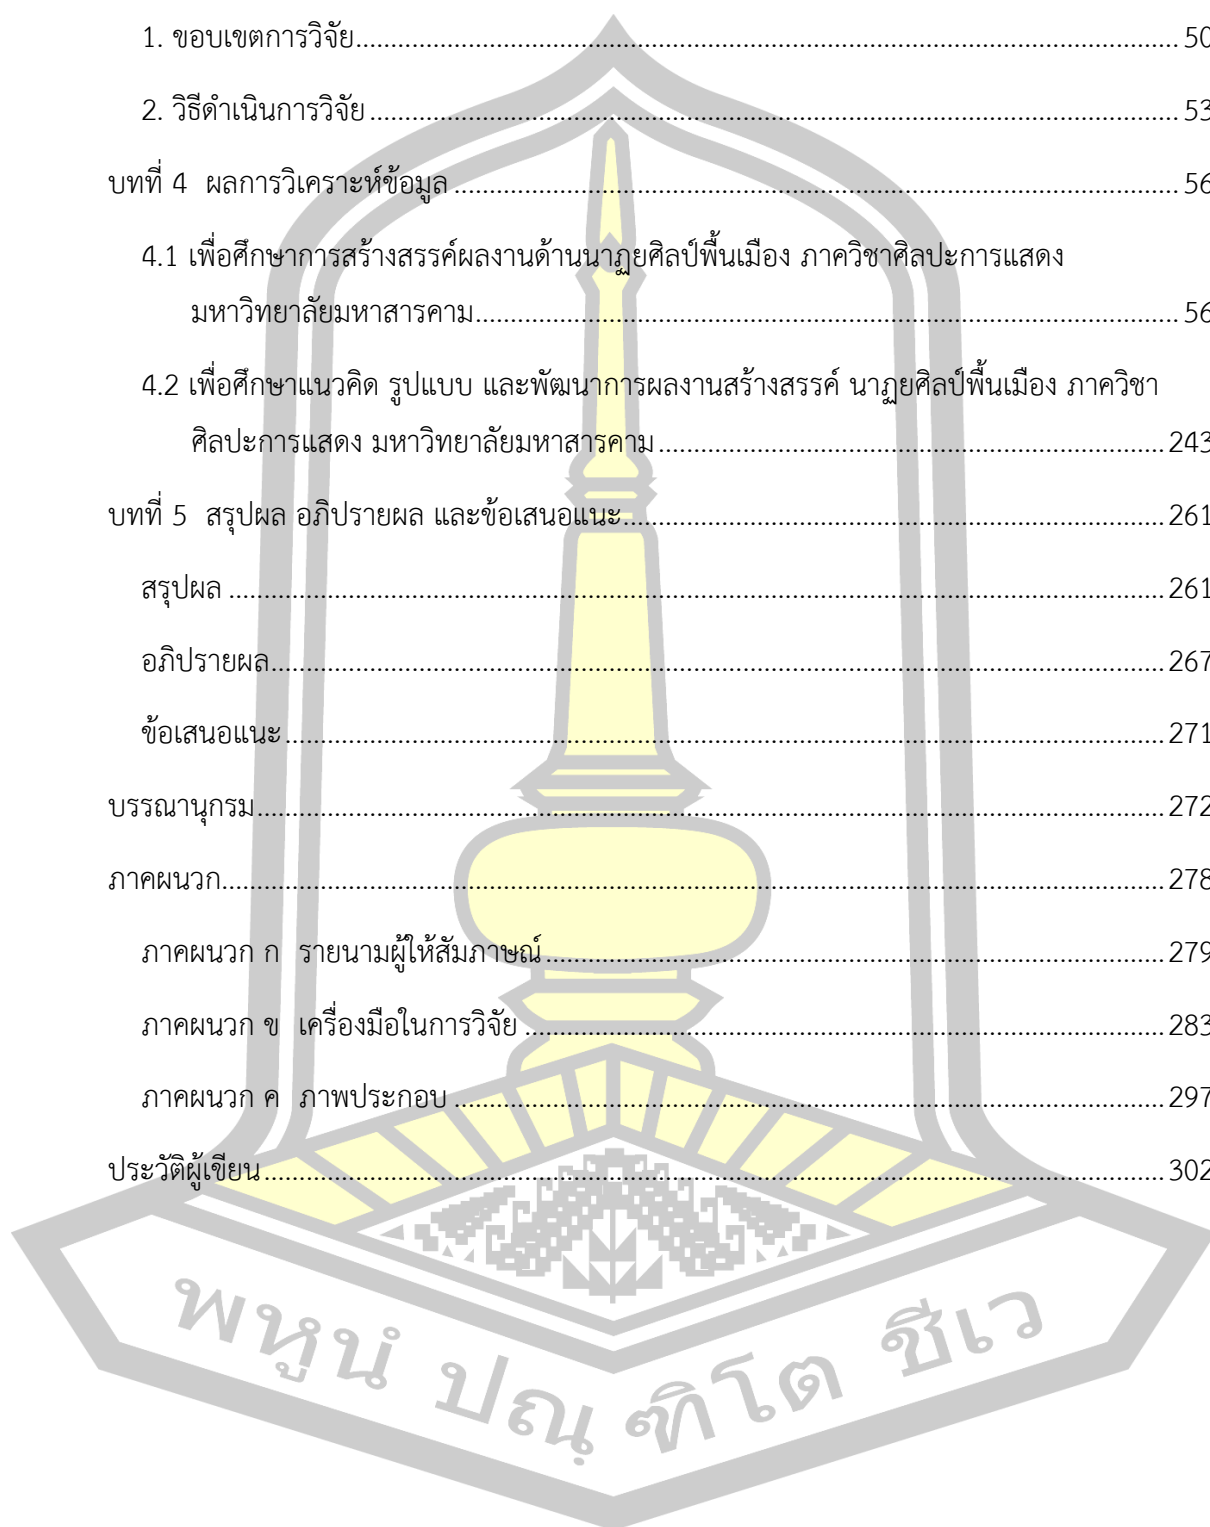 1. ขอบเขตการวิจัย........................................................................................................ 50
2. วิธีดำเนินการวิจัย........................................................................................................ 53
บทที่ 4 ผลการวิเคราะห์ข้อมูล........................................................................................................ 56
4.1 เพื่อศึกษาการสร้างสรรค์ผลงานด้านนาฏยศิลป์พื้นเมือง ภาควิชาศิลปะการแสดง
มหาวิทยาลัยมหาสารคาม........................................................................................................ 56
4.2 เพื่อศึกษาแนวคิด รูปแบบ และพัฒนาการผลงานสร้างสรรค์ นาฏยศิลป์พื้นเมือง ภาควิชา
ศิลปะการแสดง มหาวิทยาลัยมหาสารคาม............................................................................ 243
บทที่ 5 สรุปผล อภิปรายผล และข้อเสนอแนะ............................................................................ 261
สรุปผล........................................................................................................ 261
อภิปรายผล........................................................................................................ 267
ข้อเสนอแนะ........................................................................................................ 271
บรรณานุกรม........................................................................................................ 272
ภาคผนวก........................................................................................................ 278
ภาคผนวก ก รายนามผู้ให้สัมภาษณ์............................................................................ 279
ภาคผนวก ข เครื่องมือในการวิจัย............................................................................ 283
ภาคผนวก ค ภาพประกอบ............................................................................ 297
ประวัติผู้เขียน........................................................................................................ 302
พหูนํ ปณฺฑิโต ชีเว